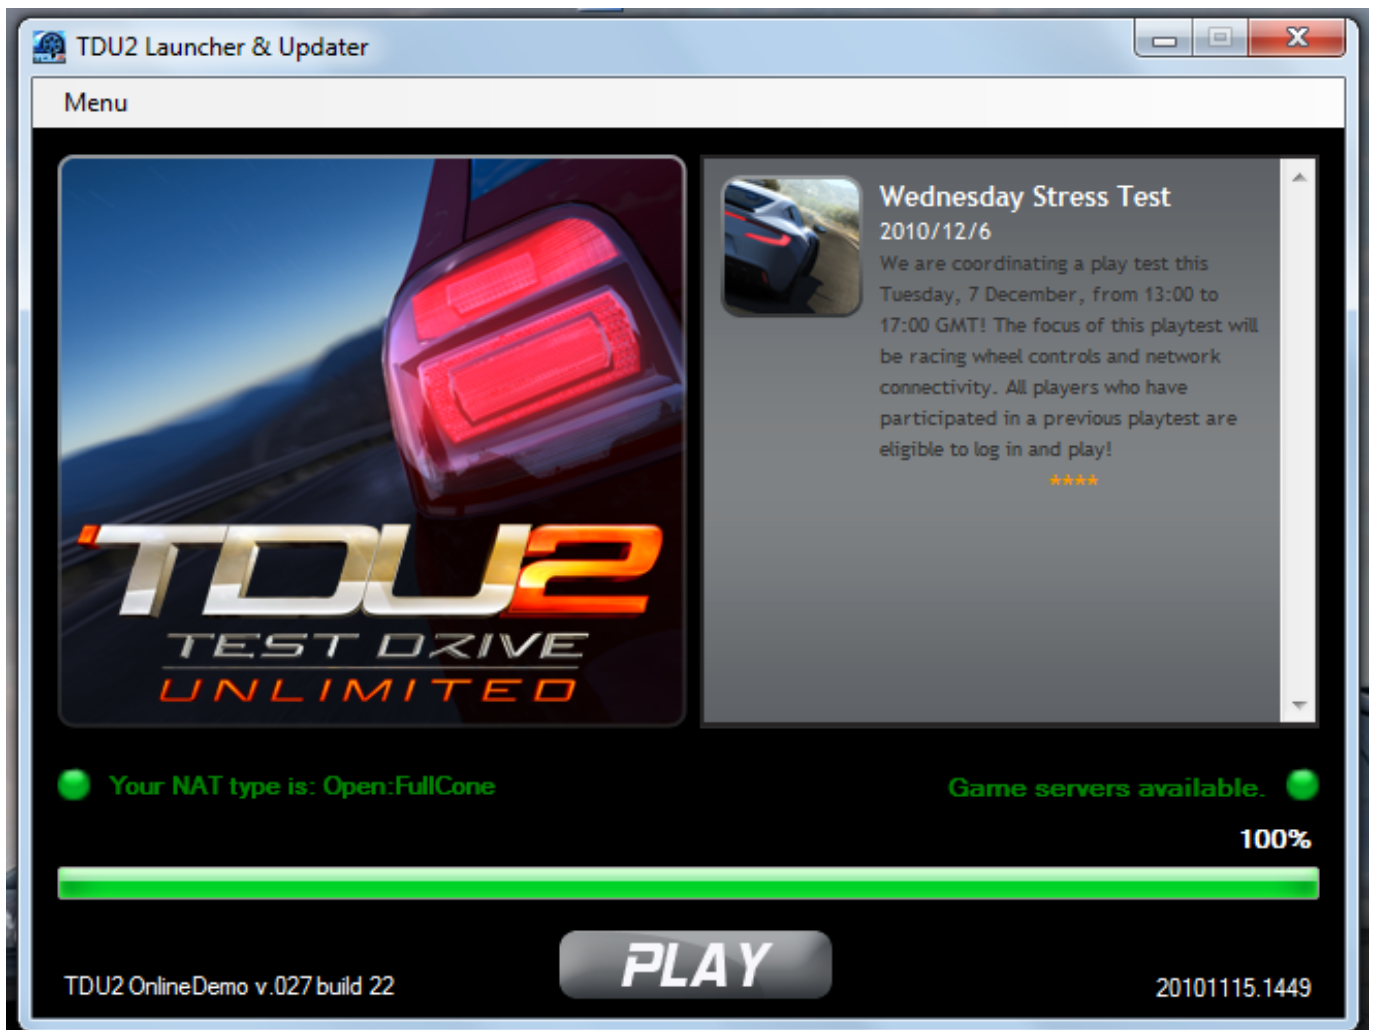 TDU2 Launcher & Updater
Menu
Wednesday Stress Test
2010/12/6
We are coordinating a play test this
Tuesday, 7 December, from 13:00 to
17:00 GMT! The focus of this playtest will
be racing wheel controls and network
connectivity. All players who have
participated in a previous playtest are
eligible to log in and play!
****
TDU2
TEST DRIVE
UNLIMITED
Your NAT type is: Open:FullCone
Game servers available.
100%
PLAY
TDU2 OnlineDemo v.027 build 22
20101115.1449